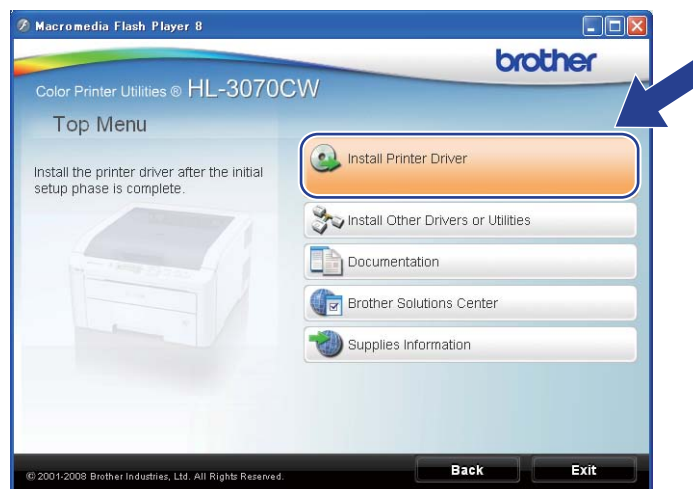 Macromedia Flash Player 8
brother
Color Printer Utilities ® HL-3070CW
Top Menu
Install the printer driver after the initial
setup phase is complete.
Install Printer Driver
Install Other Drivers or Utilities
Documentation
Brother Solutions Center
Supplies Information
© 2001-2008 Brother Industries, Ltd. All Rights Reserved.
Back
Exit